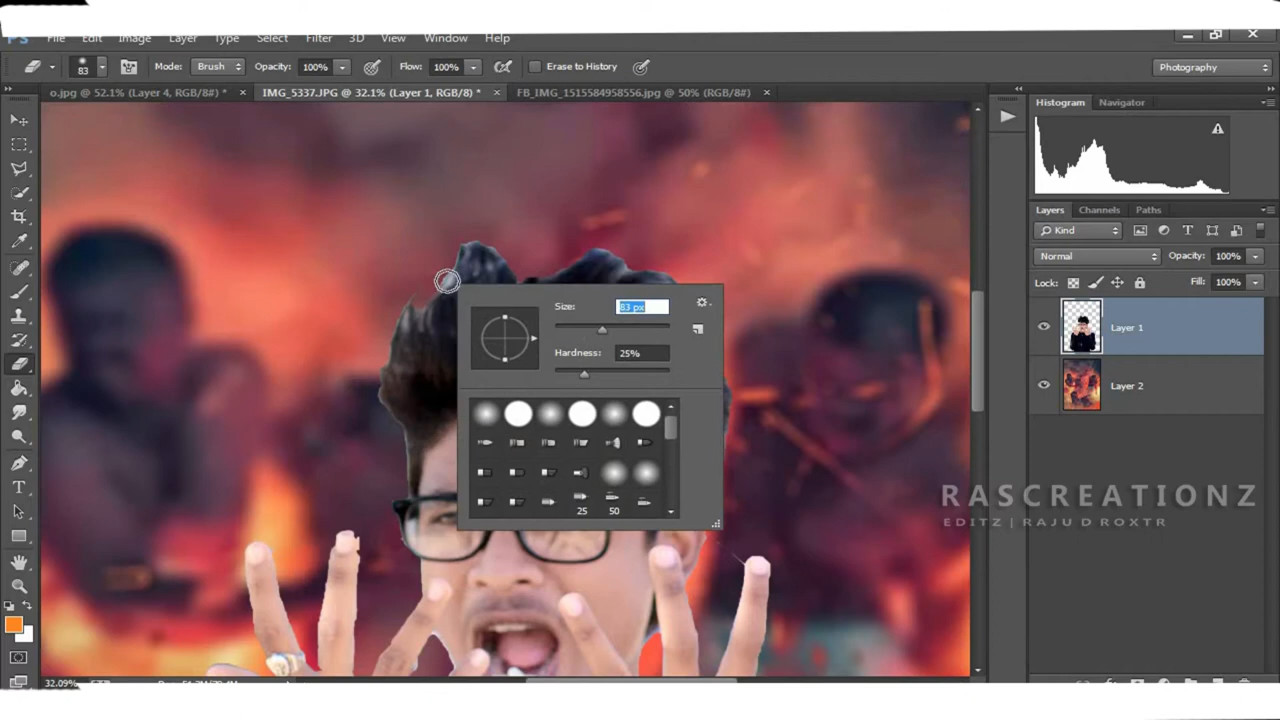 Ps File Edit Image Layer Type Select Filter 3D View Window Help
83 Mode: Brush Opacity: 100% Flow: 100% Erase to History Photography
o.jpg @ 52.1% (Layer 4, RGB/8#) * × IMG_5337.JPG @ 32.1% (Layer 1, RGB/8) * × FB_IMG_1515584958556.jpg @ 50% (RGB/8#) ×
Histogram Navigator
Layers Channels Paths
Kind
Normal Opacity: 100%
Lock: Fill: 100%
Size: 83 px
Layer 1
Hardness: 25%
Layer 2
RASCREATIONZ
EDITZ | RAJU D ROXTR
25 50
32.09%